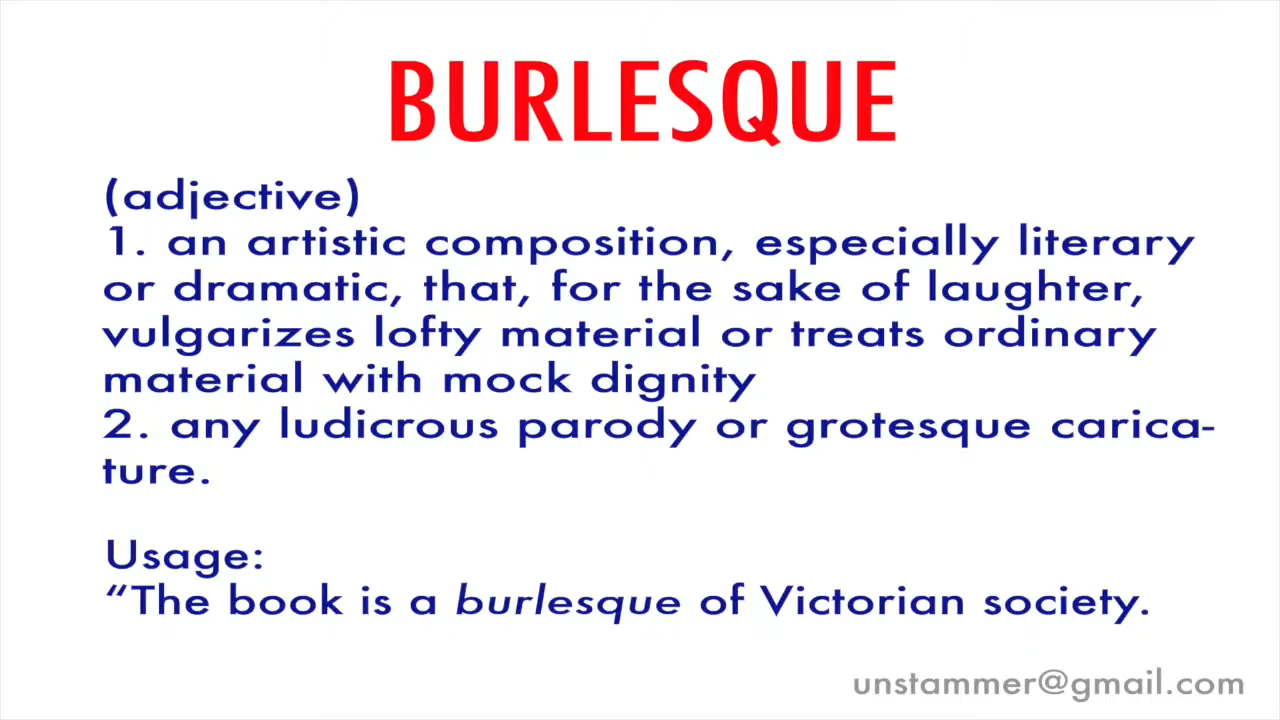 BURLESQUE
(adjective)
1. an artistic composition, especially literary
or dramatic, that, for the sake of laughter,
vulgarizes lofty material or treats ordinary
material with mock dignity
2. any ludicrous parody or grotesque carica-
ture.
Usage:
“The book is a burlesque of Victorian society.
unstammer@gmail.com